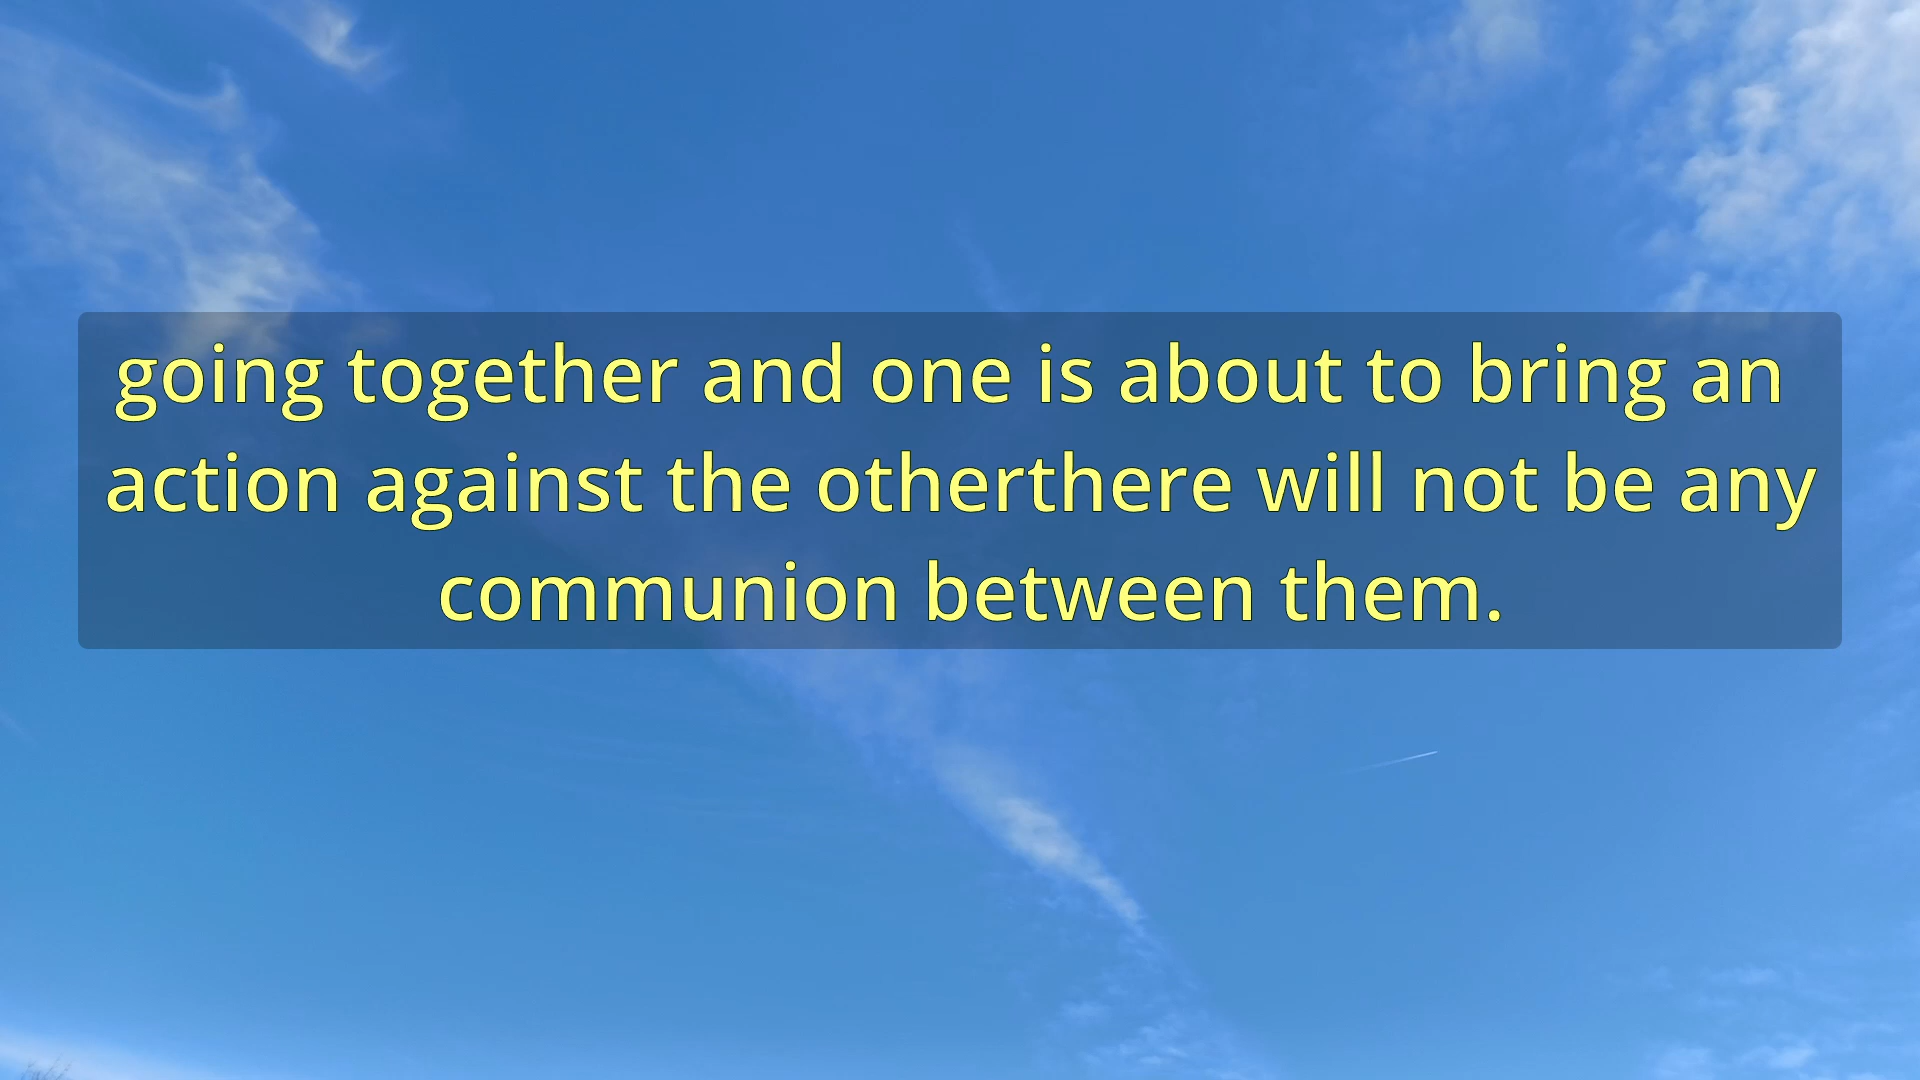 going together and one is about to bring an
action against the otherthere will not be any
communion between them.